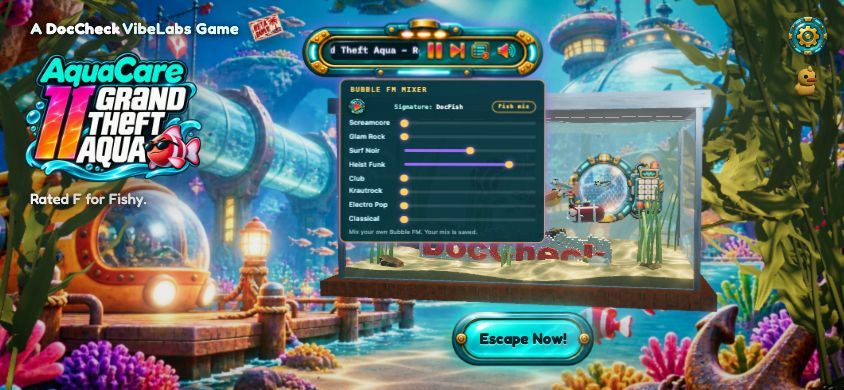 A DocCheck VibeLabs Game
AquaCare
II GRAND
THEFT
AQUA
Rated F for Fishy.
d Theft Aqua – R
BUBBLE FM MIXER
Signature: DocFish
Fish mix
Screamcore
Glam Rock
Surf Noir
Heist Funk
Club
Krautrock
Electro Pop
Classical
Mix your own Bubble FM. Your mix is saved.
DocCheck
Escape Now!